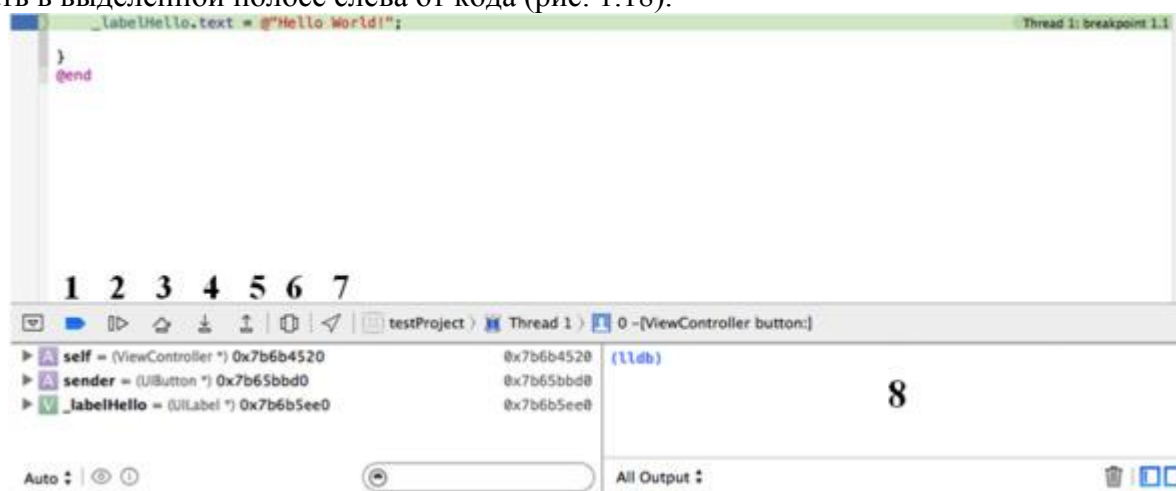 ть в выделенной полосе слева от кода (рис. 1.18).
_labelHello.text = @"Hello World!";
Thread 1: breakpoint 1.1
}
@end
1 2 3 4 5 6 7
testProject 〉 Thread 1 〉 0 -[ViewController button:]
A self = (ViewController *) 0x7b6b4520
0x7b6b4520
A sender = (UIButton *) 0x7b65bbd0
0x7b65bbd0
V _labelHello = (UILabel *) 0x7b6b5ee0
0x7b6b5ee0
(lldb)
8
Auto
All Output